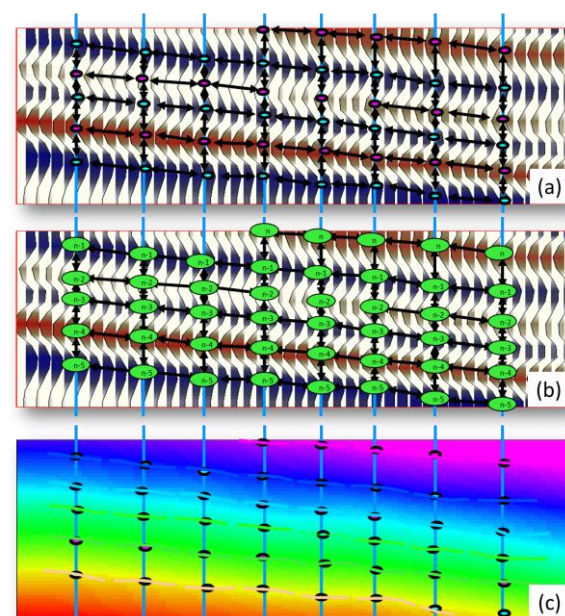 (a)
n n n n n
n-1 n-1 n-1 n-1 n-1 n-1 n-1 n-1
n-2 n-2 n-2 n-2 n-2 n-2 n-2 n-2
n-3 n-3 n-3 n-3 n-3 n-3 n-3 n-3
n-4 n-4 n-4 n-4 n-4 n-4 n-4 n-4
n-5 n-5 n-5 n-5 n-5 n-5 n-5 n-5
(b)
(c)